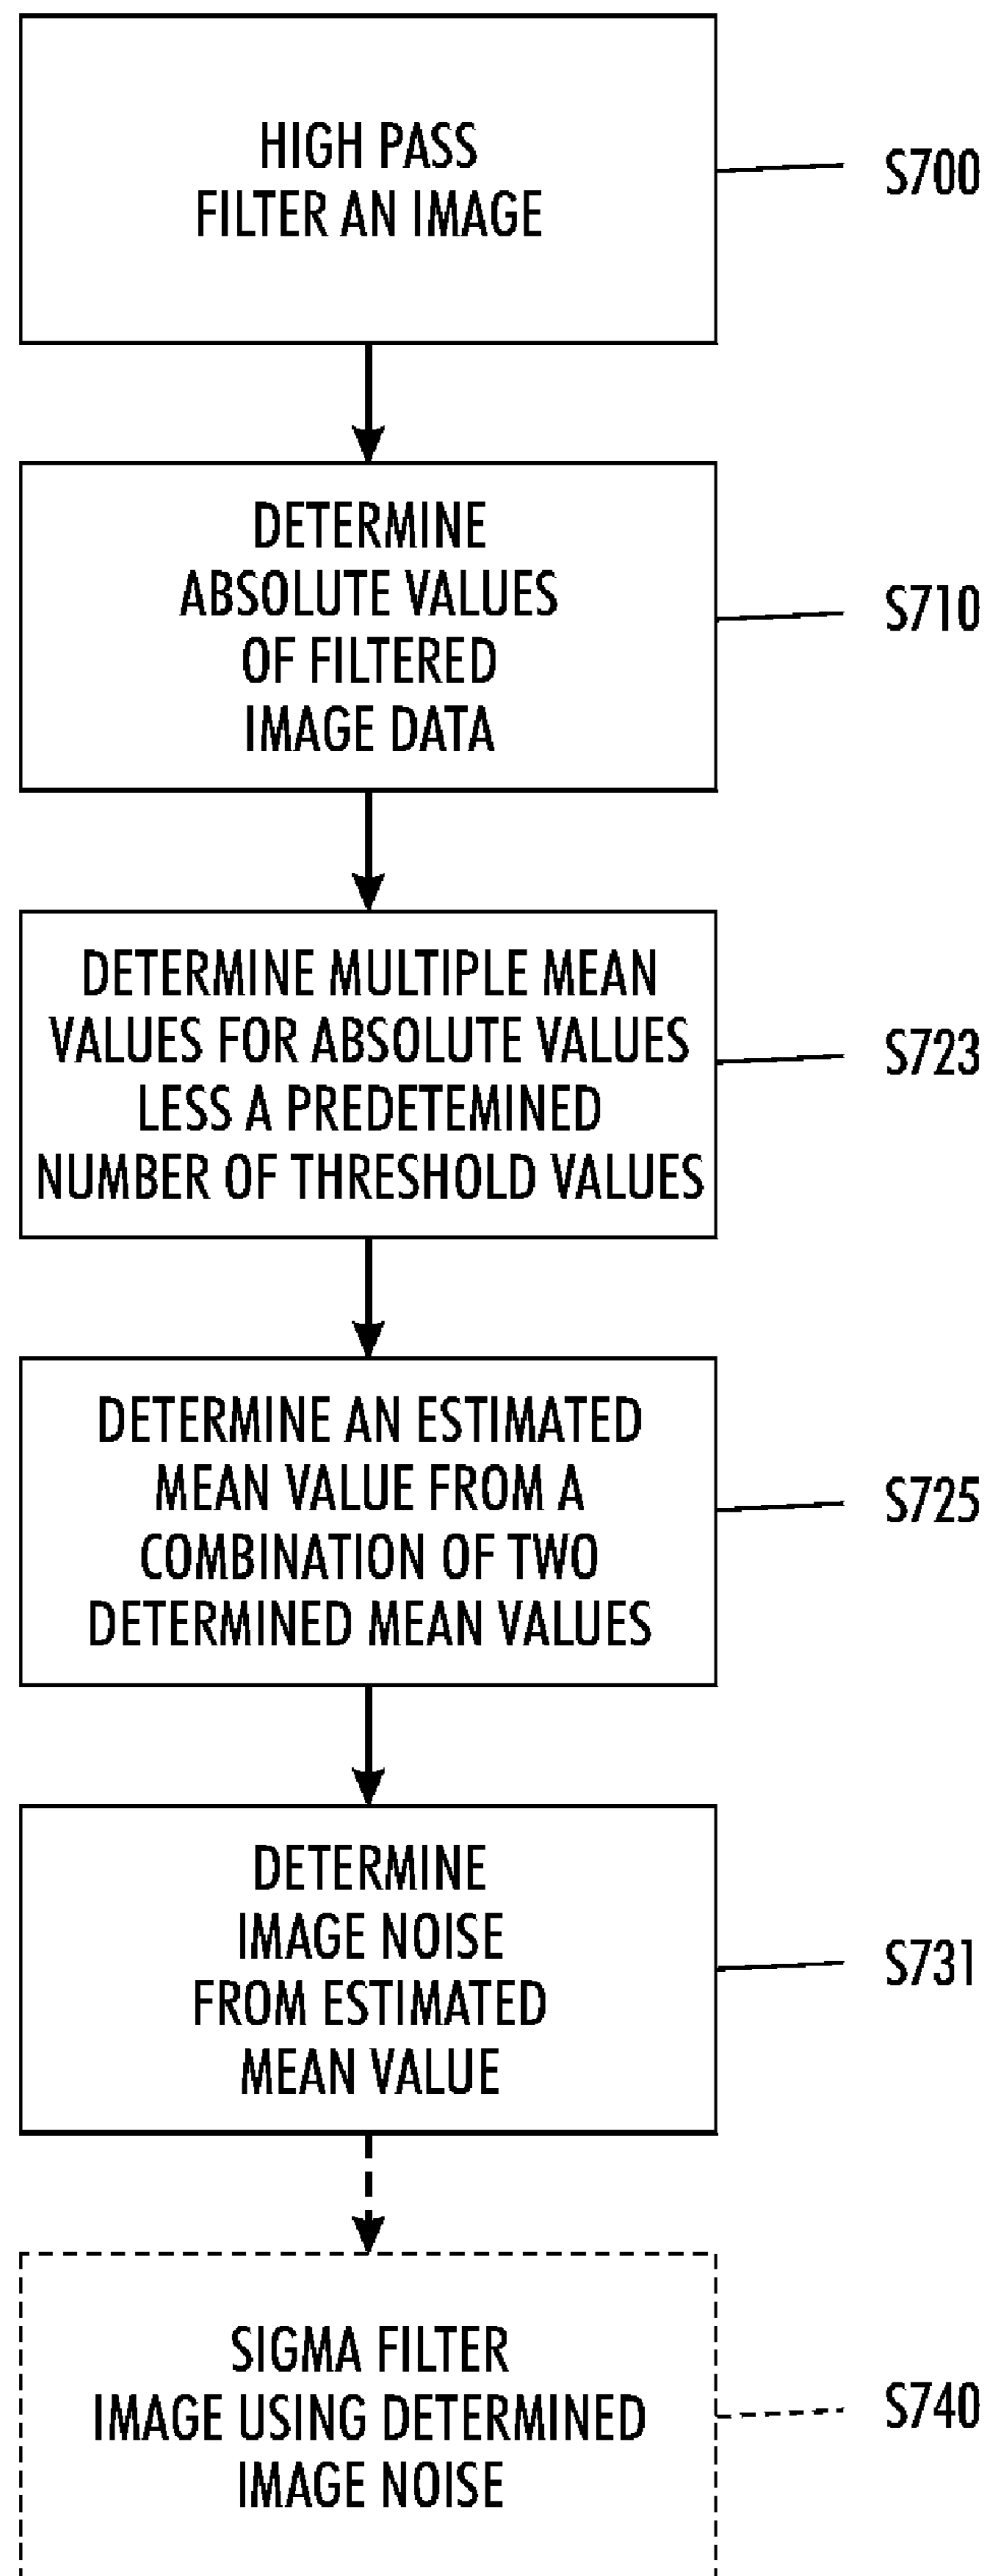 HIGH PASS
FILTER AN IMAGE
S700
DETERMINE
ABSOLUTE VALUES
OF FILTERED
IMAGE DATA
S710
DETERMINE MULTIPLE MEAN
VALUES FOR ABSOLUTE VALUES
LESS A PREDETEMINED
NUMBER OF THRESHOLD VALUES
S723
DETERMINE AN ESTIMATED
MEAN VALUE FROM A
COMBINATION OF TWO
DETERMINED MEAN VALUES
S725
DETERMINE
IMAGE NOISE
FROM ESTIMATED
MEAN VALUE
S731
SIGMA FILTER
IMAGE USING DETERMINED
IMAGE NOISE
S740